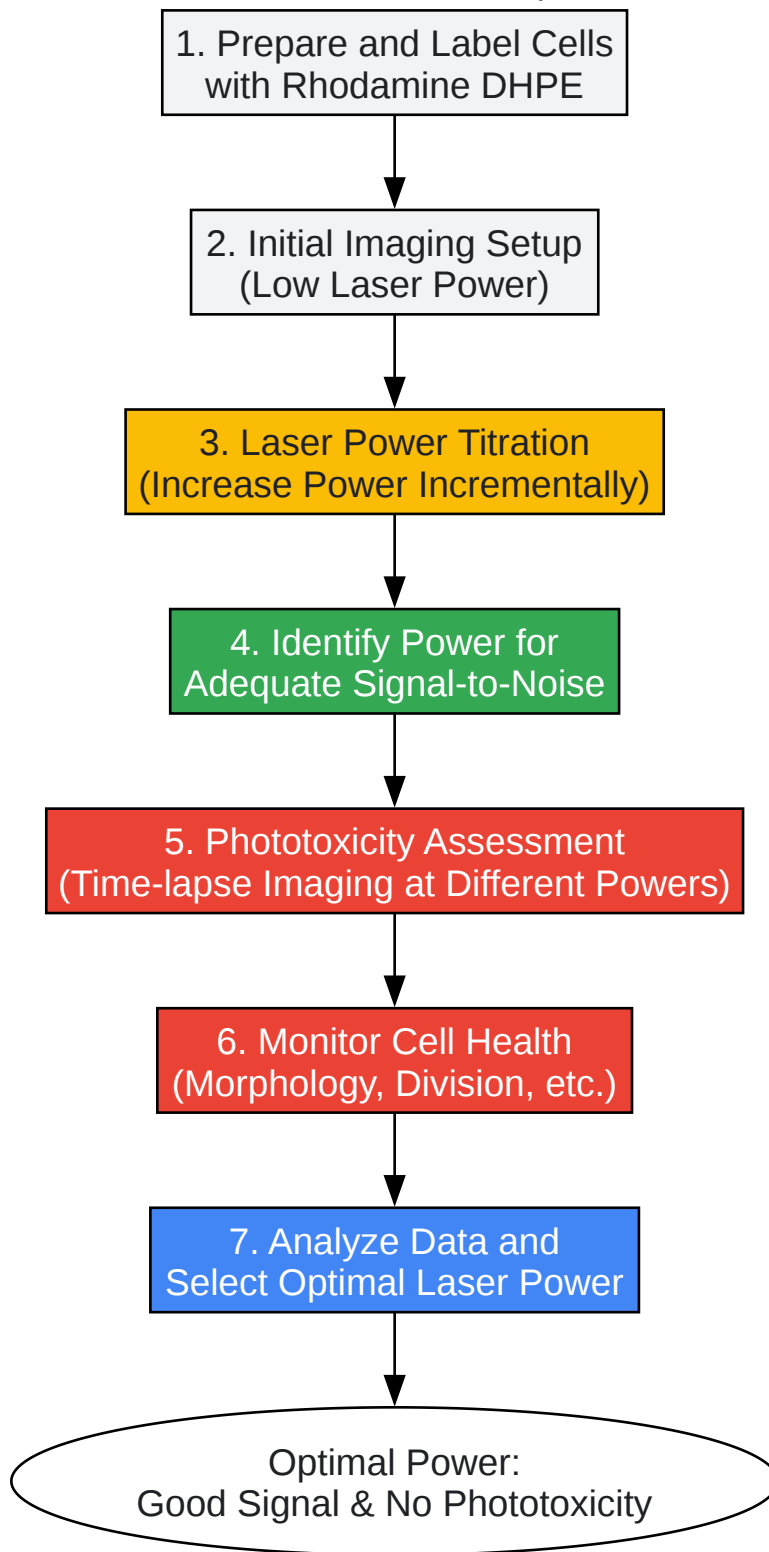 1. Prepare and Label Cells
with Rhodamine DHPE
2. Initial Imaging Setup
(Low Laser Power)
3. Laser Power Titration
(Increase Power Incrementally)
4. Identify Power for
Adequate Signal-to-Noise
5. Phototoxicity Assessment
(Time-lapse Imaging at Different Powers)
6. Monitor Cell Health
(Morphology, Division, etc.)
7. Analyze Data and
Select Optimal Laser Power
Optimal Power:
Good Signal & No Phototoxicity